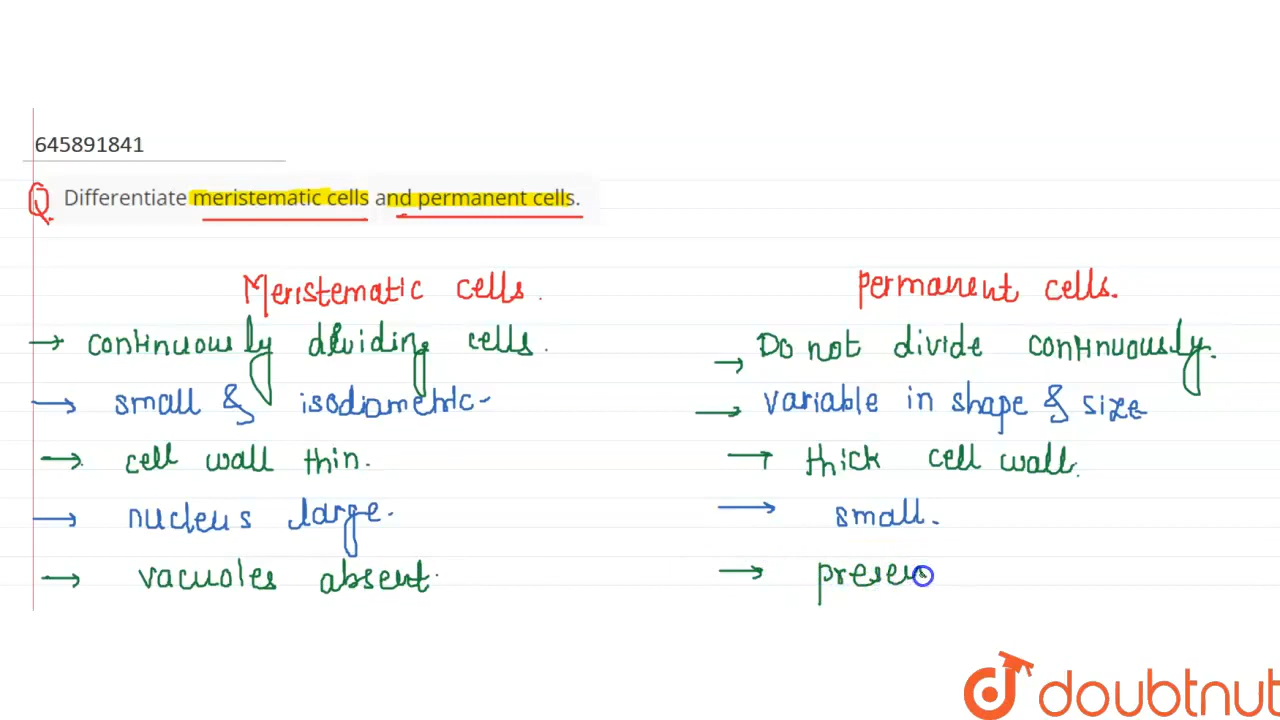 645891841
Q. Differentiate meristematic cells and permanent cells.
Meristematic cells. Permanent cells.
→ continuously dividing cells. → Do not divide continuously.
→ small & isodiametric- → variable in shape & size
→ cell wall thin. → thick cell wall.
→ nucleus large. → small.
→ vacuoles absent. → presen
doubtnut